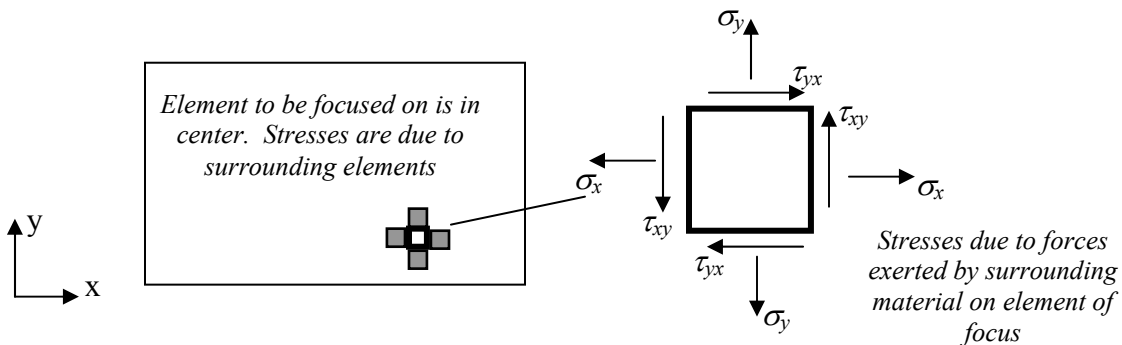 Element to be focused on is in
center. Stresses are due to
surrounding elements
y
x
σy
τyx
τxy
σx
σx
τxy
τyx
σy
Stresses due to forces
exerted by surrounding
material on element of
focus